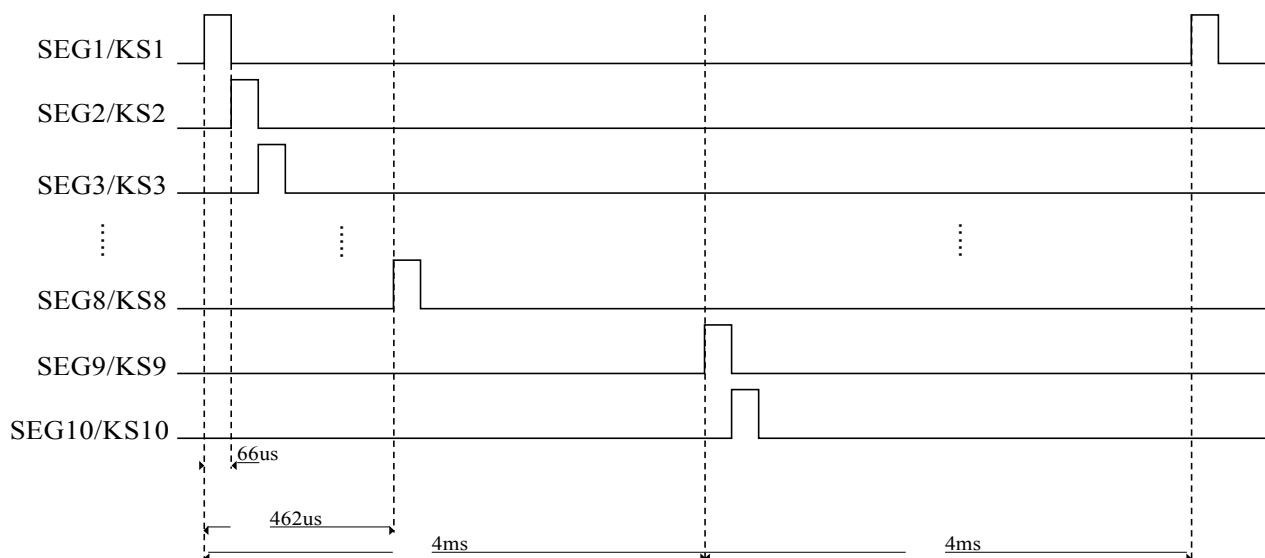 SEG1/KS1
SEG2/KS2
SEG3/KS3
SEG8/KS8
SEG9/KS9
SEG10/KS10
66us
462us
4ms 4ms